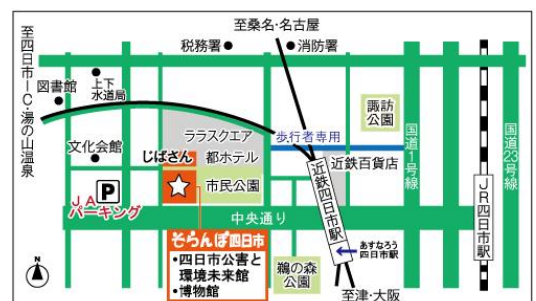 至桑名・名古屋
税務署
消防署
至四日市IC・湯の山温泉
図書館
上下
水道局
諏訪
公園
国道1号線
国道23号線
ララスクエア
歩行者専用
文化会館
じばさん
都ホテル
近鉄百貨店
P
JA
パーキング
市民公園
近鉄四日市駅
JR四日市駅
中央通り
そらんぽ四日市
・四日市公害と
環境未来館
・博物館
鵜の森
公園
あすなろう
四日市駅
N
至津・大阪